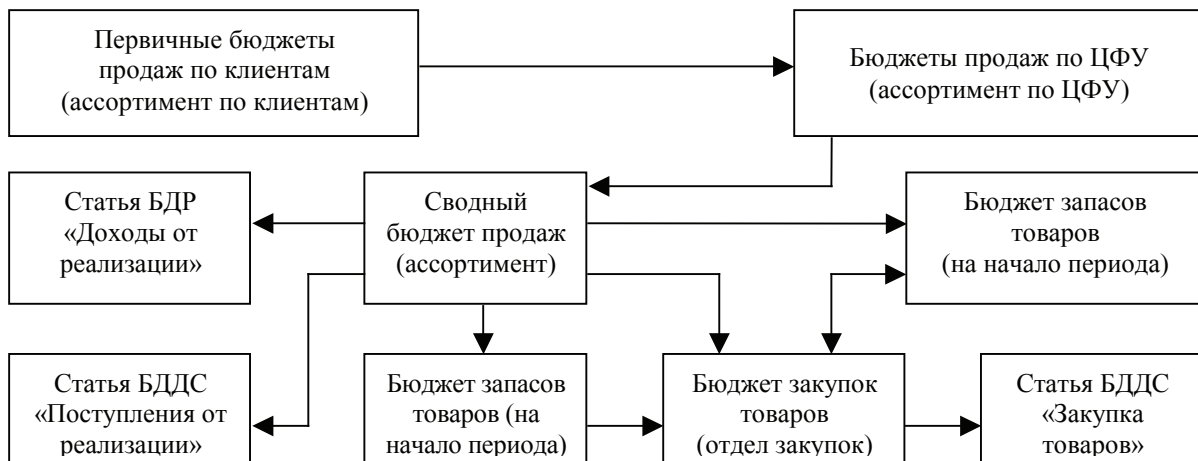 Первичные бюджеты
продаж по клиентам
(ассортимент по клиентам)
Бюджеты продаж по ЦФУ
(ассортимент по ЦФУ)
Статья БДР
«Доходы от
реализации»
Сводный
бюджет продаж
(ассортимент)
Бюджет запасов
товаров
(на начало периода)
Статья БДДС
«Поступления от
реализации»
Бюджет запасов
товаров (на
начало периода)
Бюджет закупок
товаров
(отдел закупок)
Статья БДДС
«Закупка
товаров»